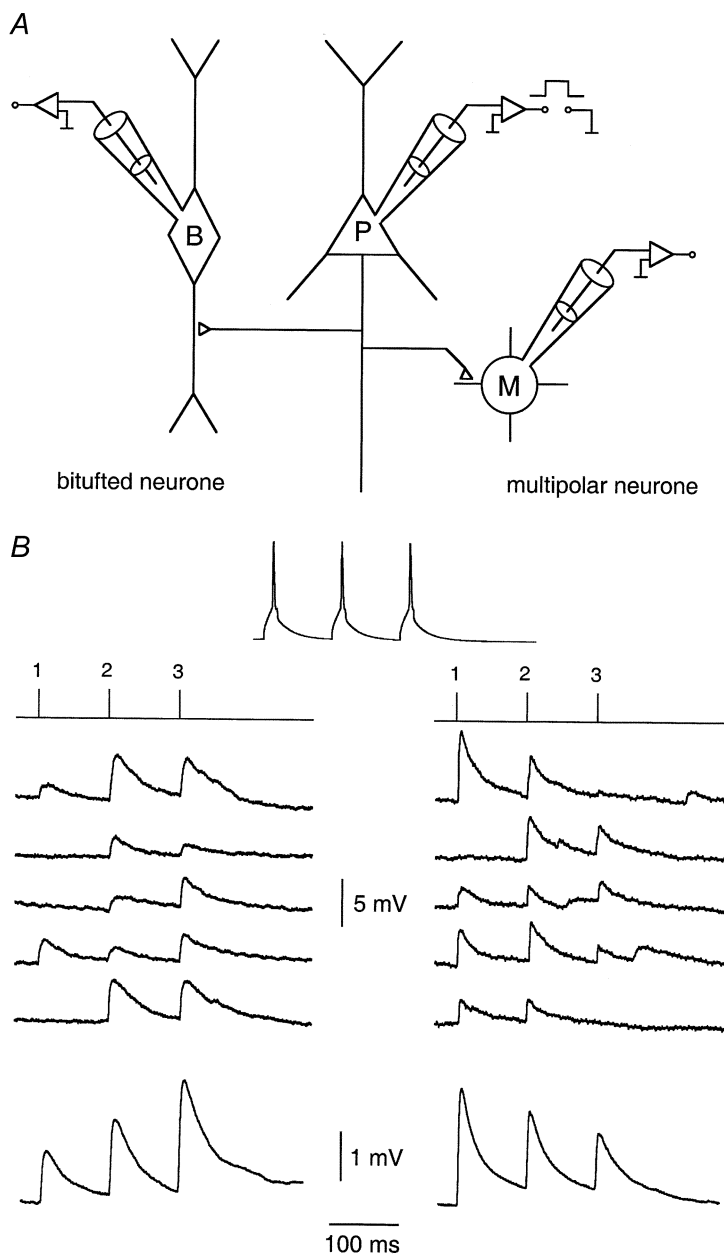 A
B
P
M
bitufted neurone
multipolar neurone
B
1 2 3
1 2 3
5 mV
1 mV
100 ms